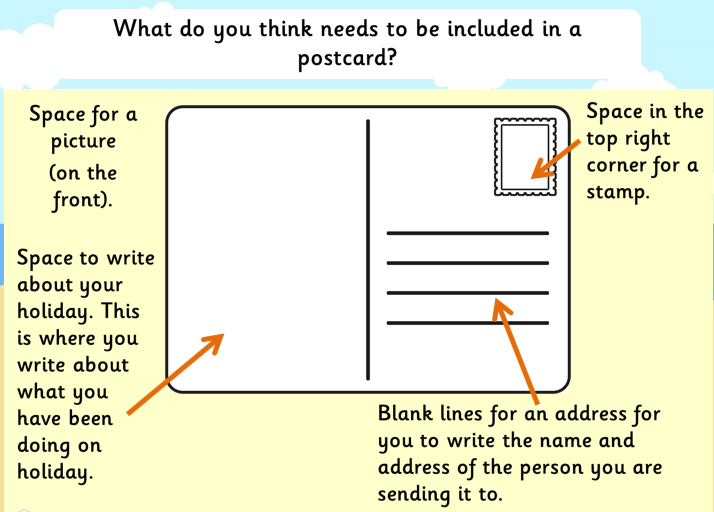 What do you think needs to be included in a
postcard?
Space for a
picture
(on the
front).
Space in the
top right
corner for a
stamp.
Space to write
about your
holiday. This
is where you
write about
what you
have been
doing on
holiday.
Blank lines for an address for
you to write the name and
address of the person you are
sending it to.